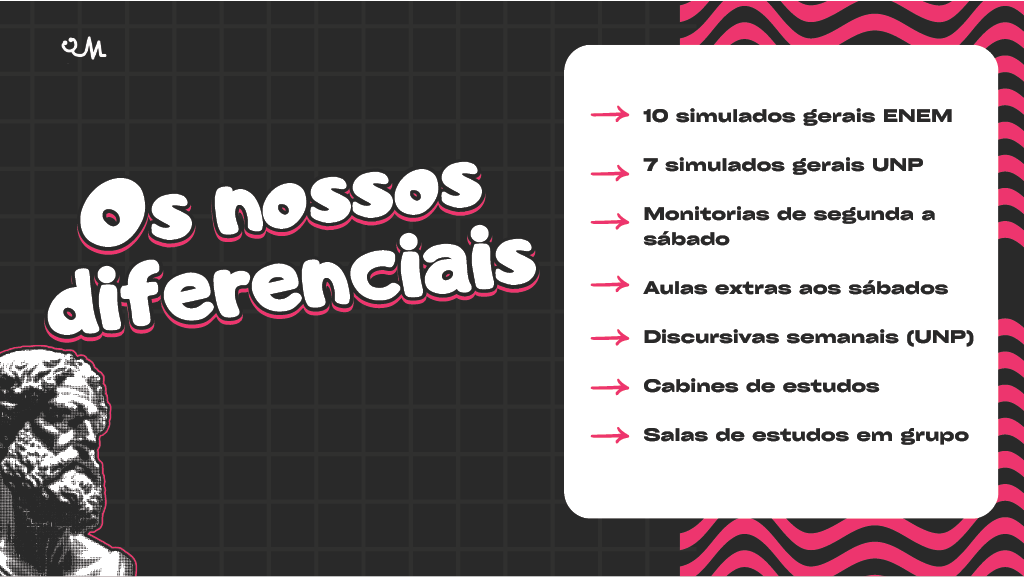 Os nossos
diferenciais
10 simulados gerais ENEM
7 simulados gerais UNP
Monitorias de segunda a
sábado
Aulas extras aos sábados
Discursivas semanais (UNP)
Cabines de estudos
Salas de estudos em grupo